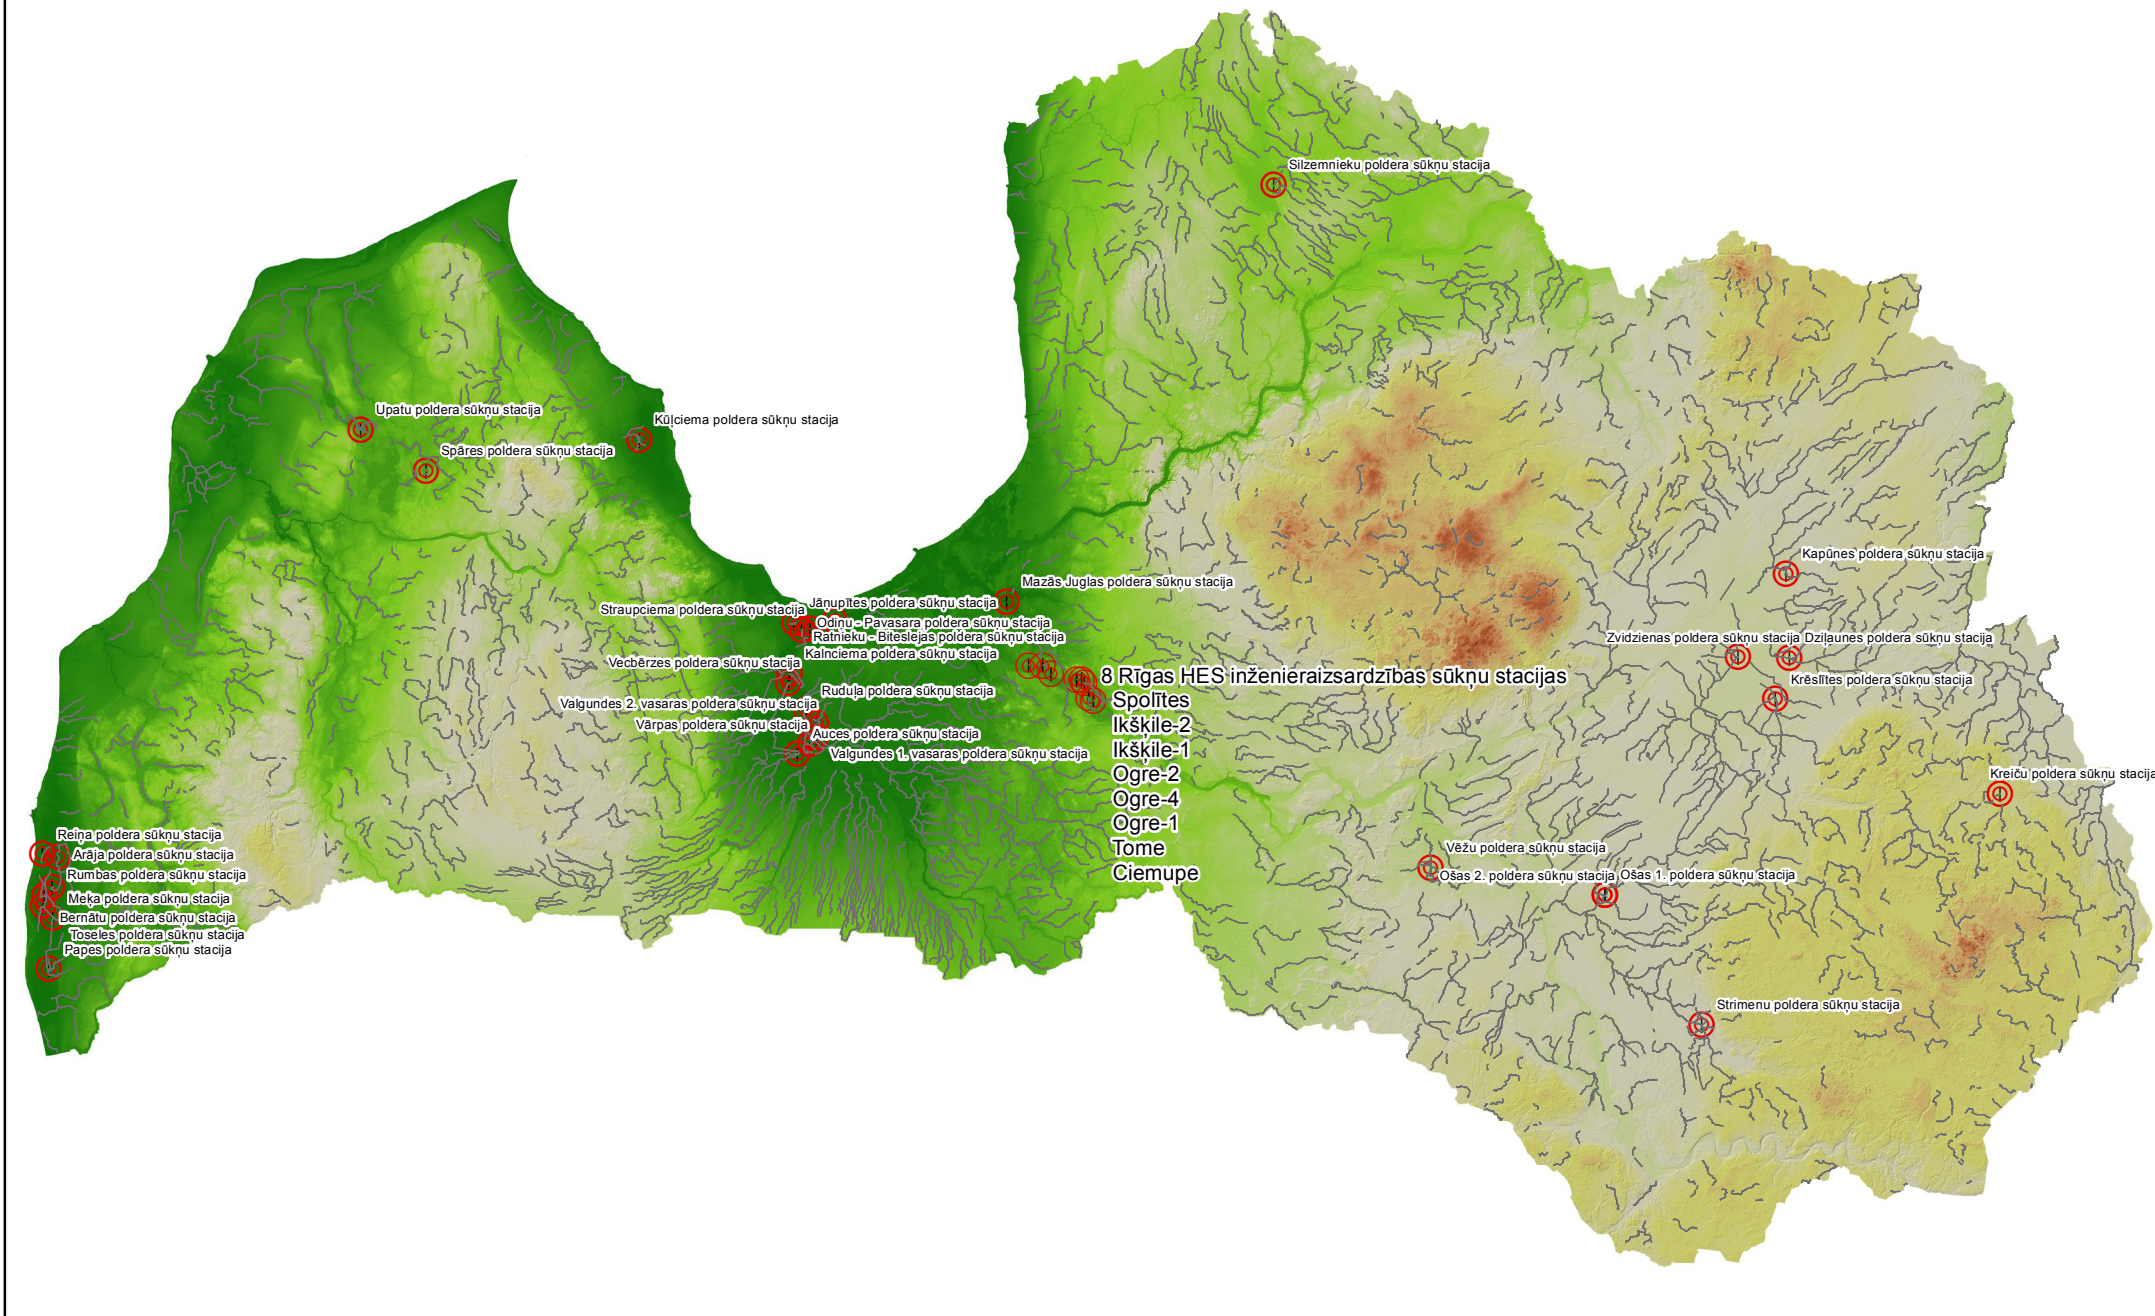 Silzemnieku poldera sūkņu stacija
Upatu poldera sūkņu stacija
Kūļciema poldera sūkņu stacija
Spāres poldera sūkņu stacija
Kapūnes poldera sūkņu stacija
Mazās Juglas poldera sūkņu stacija
Jāņupītes poldera sūkņu stacija
Straupciema poldera sūkņu stacija
Odiņu - Pavasara poldera sūkņu stacija
Ratnieku - Biteslejas poldera sūkņu stacija
Zvidzienas poldera sūkņu stacija
Dziļaunes poldera sūkņu stacija
Kalnciema poldera sūkņu stacija
Vecbērzes poldera sūkņu stacija
8 Rīgas HES inženieraizsardzības sūkņu stacijas
Spolītes
Ikšķile-2
Ikšķile-1
Ogre-2
Ogre-4
Ogre-1
Tome
Ciemupe
Krēslītes poldera sūkņu stacija
Ruduļa poldera sūkņu stacija
Valgundes 2. vasaras poldera sūkņu stacija
Vārpas poldera sūkņu stacija
Auces poldera sūkņu stacija
Valgundes 1. vasaras poldera sūkņu stacija
Kreiču poldera sūkņu stacija
Reiņa poldera sūkņu stacija
Arāja poldera sūkņu stacija
Rumbas poldera sūkņu stacija
Meķa poldera sūkņu stacija
Bernātu poldera sūkņu stacija
Toseles poldera sūkņu stacija
Papes poldera sūkņu stacija
Vēžu poldera sūkņu stacija
Ošas 2. poldera sūkņu stacija
Ošas 1. poldera sūkņu stacija
Strimenu poldera sūkņu stacija